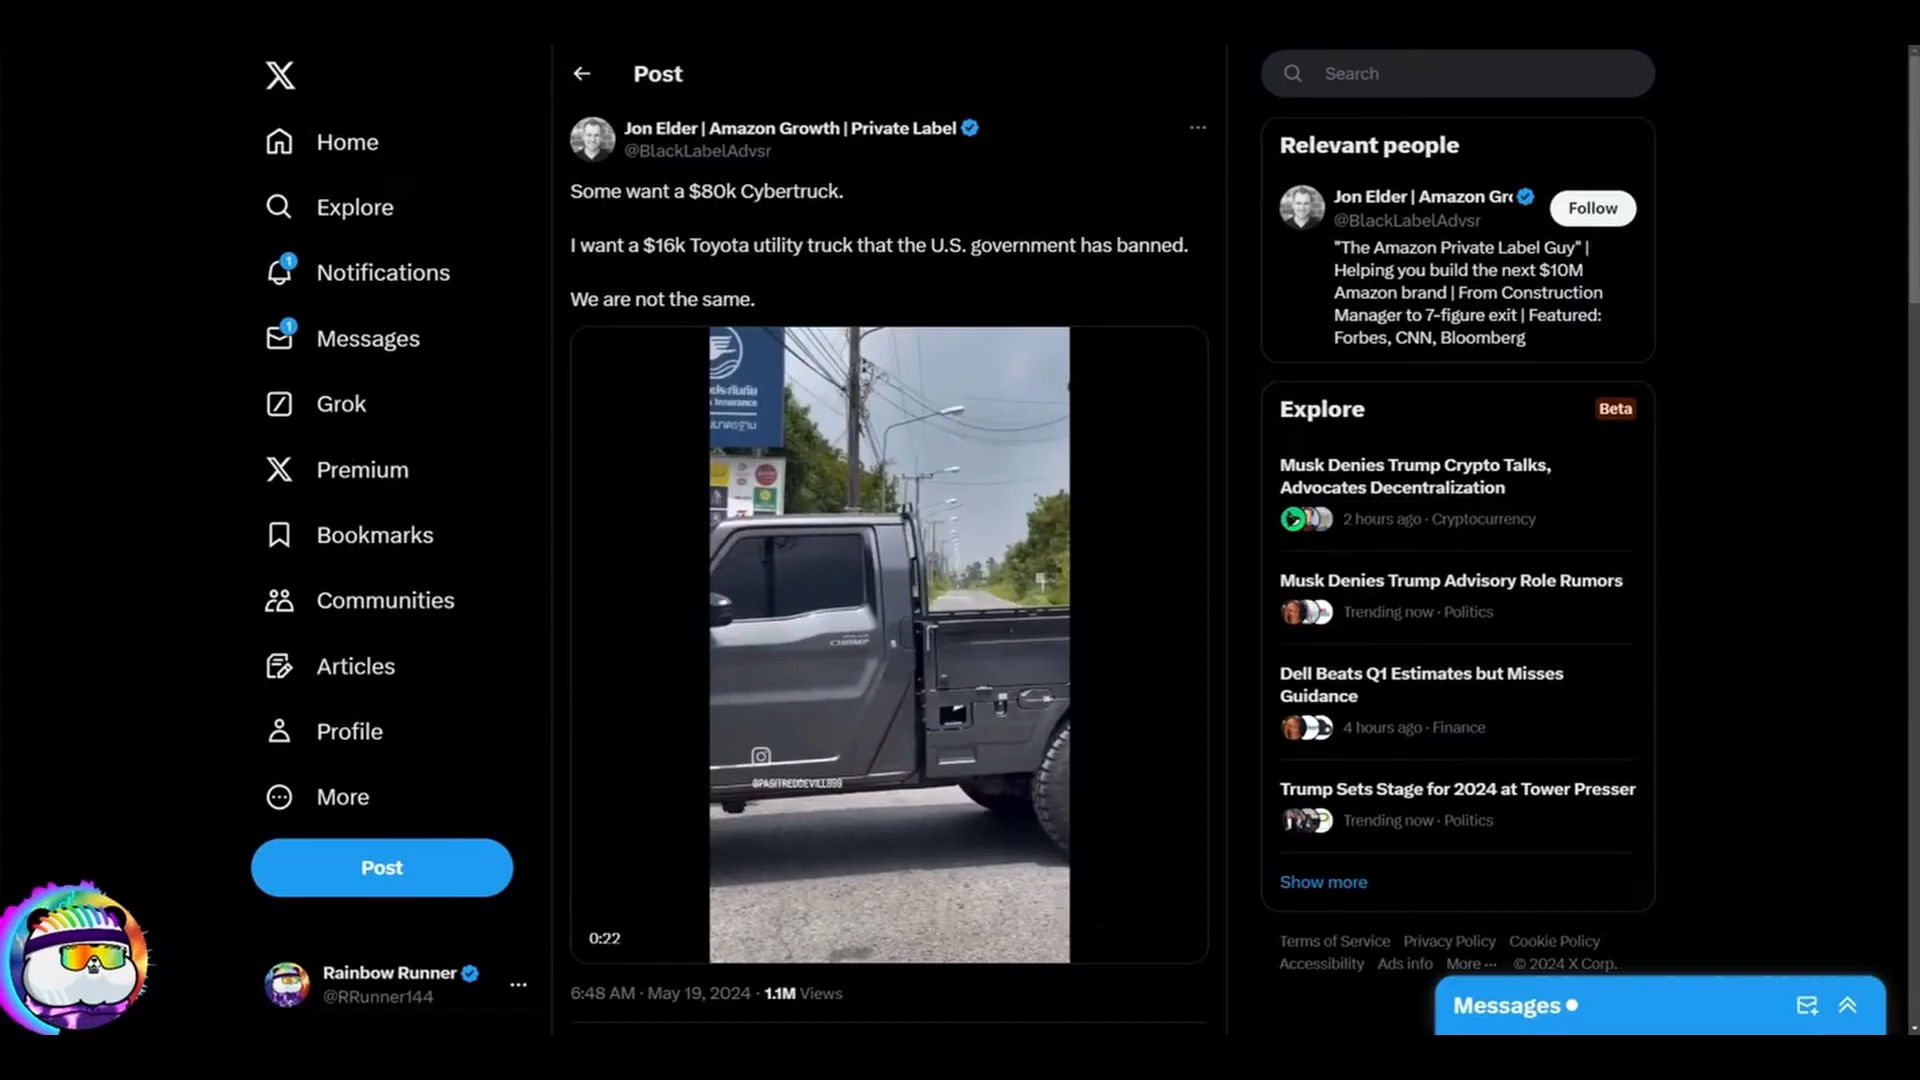 Home
Explore
1
Notifications
1
Messages
Grok
Premium
Bookmarks
Communities
Articles
Profile
More
Post
Rainbow Runner
@RRunner144
Post
Jon Elder | Amazon Growth | Private Label
@BlackLabelAdvsr
Some want a $80k Cybertruck.
I want a $16k Toyota utility truck that the U.S. government has banned.
We are not the same.
Insurance
CHAMP
@PASITREDDEVILL899
0:22
6:48 AM · May 19, 2024 · 1.1M Views
Search
Relevant people
Jon Elder | Amazon Gr
Follow
@BlackLabelAdvsr
"The Amazon Private Label Guy" |
Helping you build the next $10M
Amazon brand | From Construction
Manager to 7-figure exit | Featured:
Forbes, CNN, Bloomberg
Explore
Beta
Musk Denies Trump Crypto Talks,
Advocates Decentralization
2 hours ago · Cryptocurrency
Musk Denies Trump Advisory Role Rumors
Trending now · Politics
Dell Beats Q1 Estimates but Misses
Guidance
4 hours ago · Finance
Trump Sets Stage for 2024 at Tower Presser
Trending now · Politics
Show more
Terms of Service Privacy Policy Cookie Policy
Accessibility Ads info More ··· © 2024 X Corp.
Messages